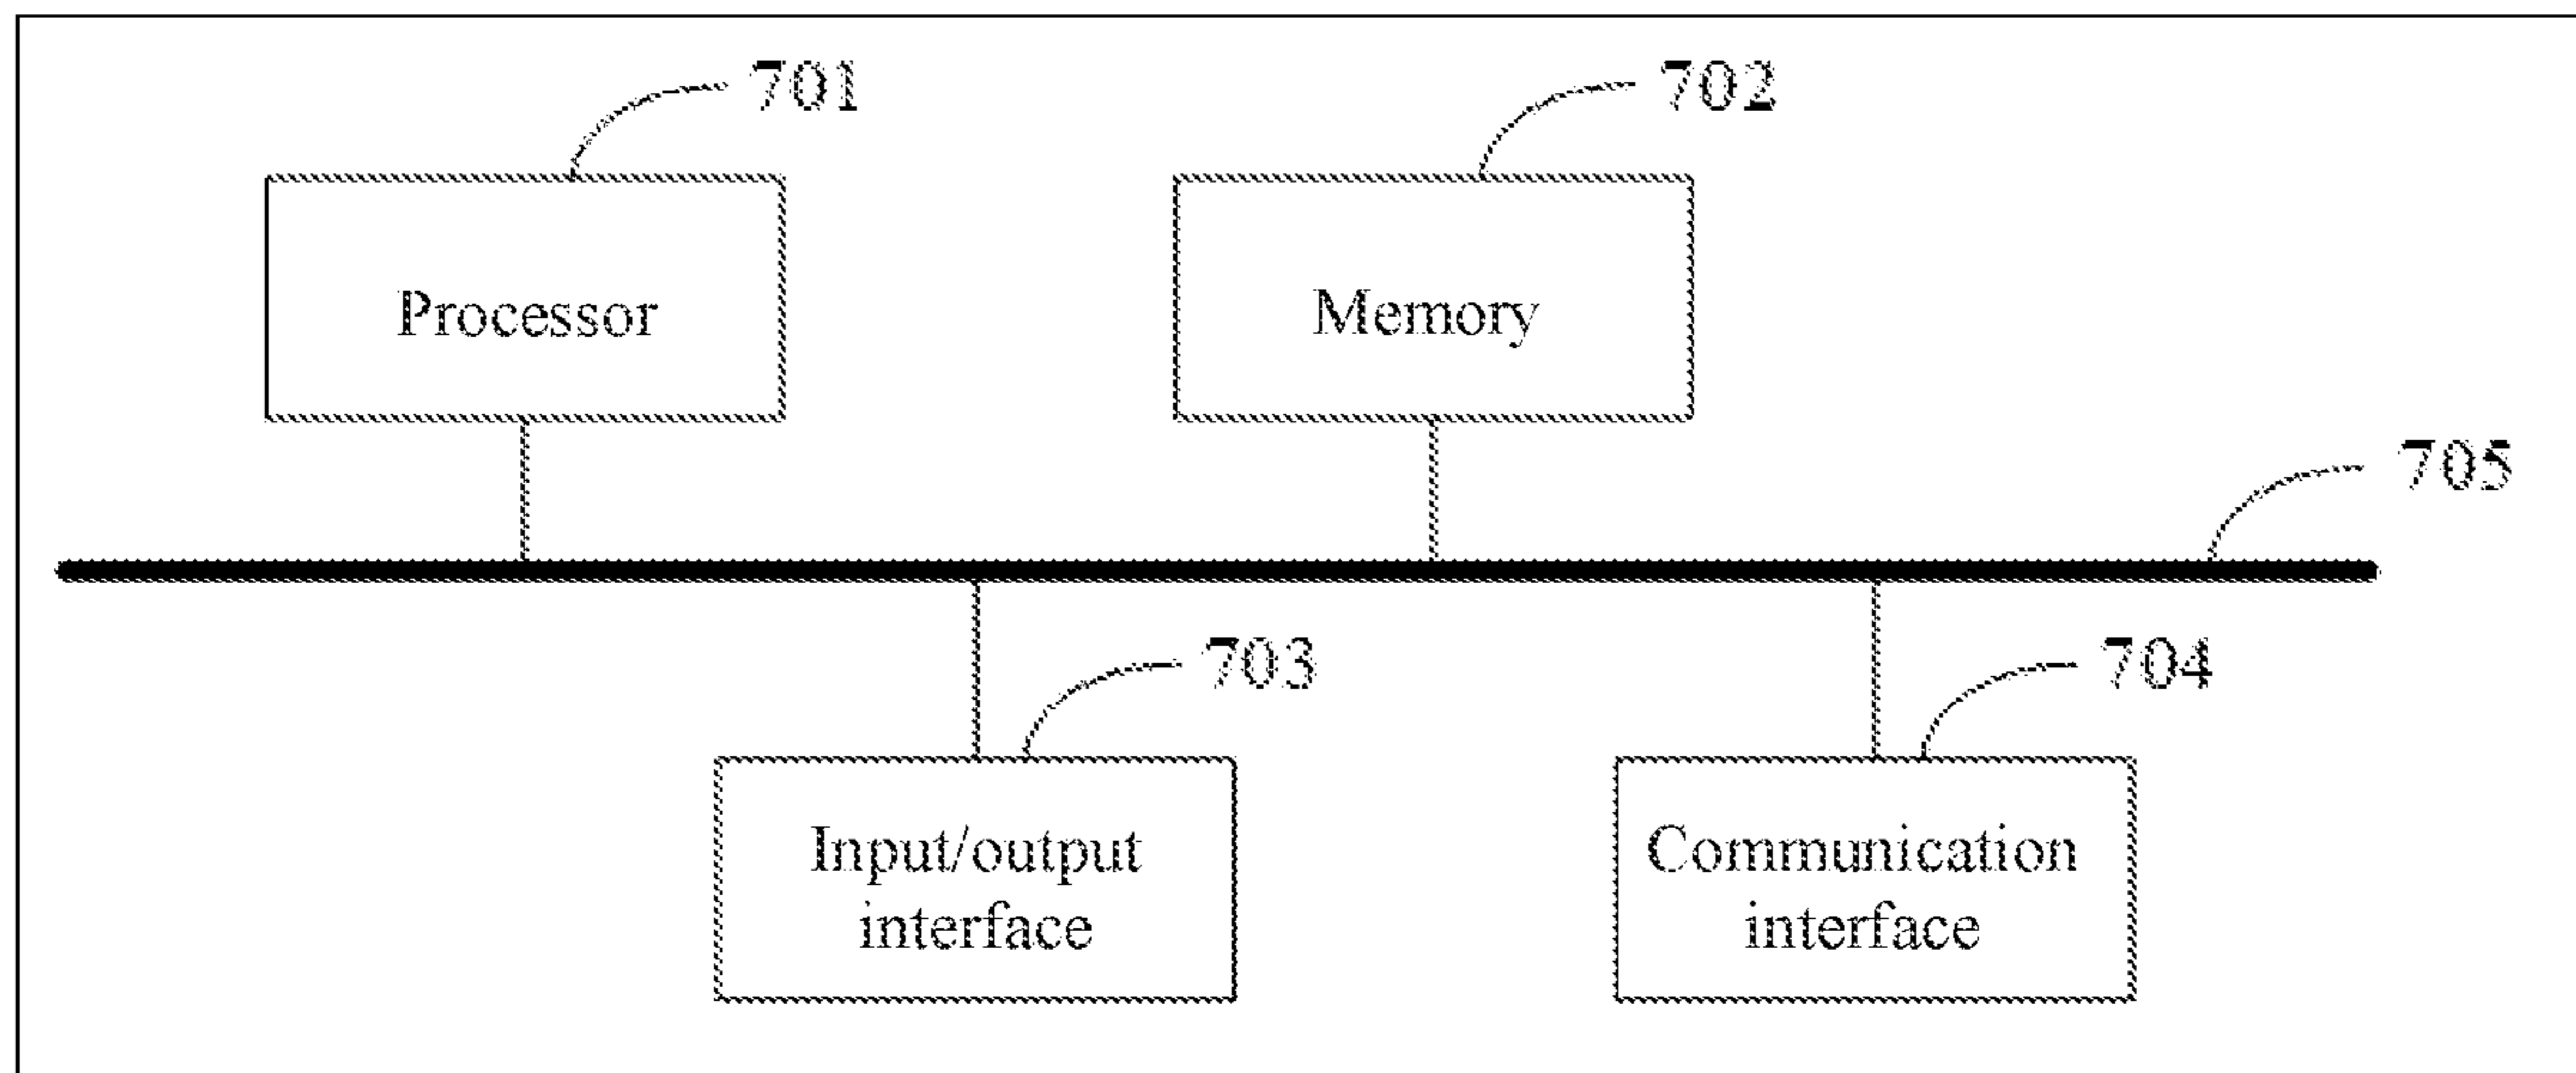 701
702
Processor
Memory
705
703
704
Input/output
interface
Communication
interface